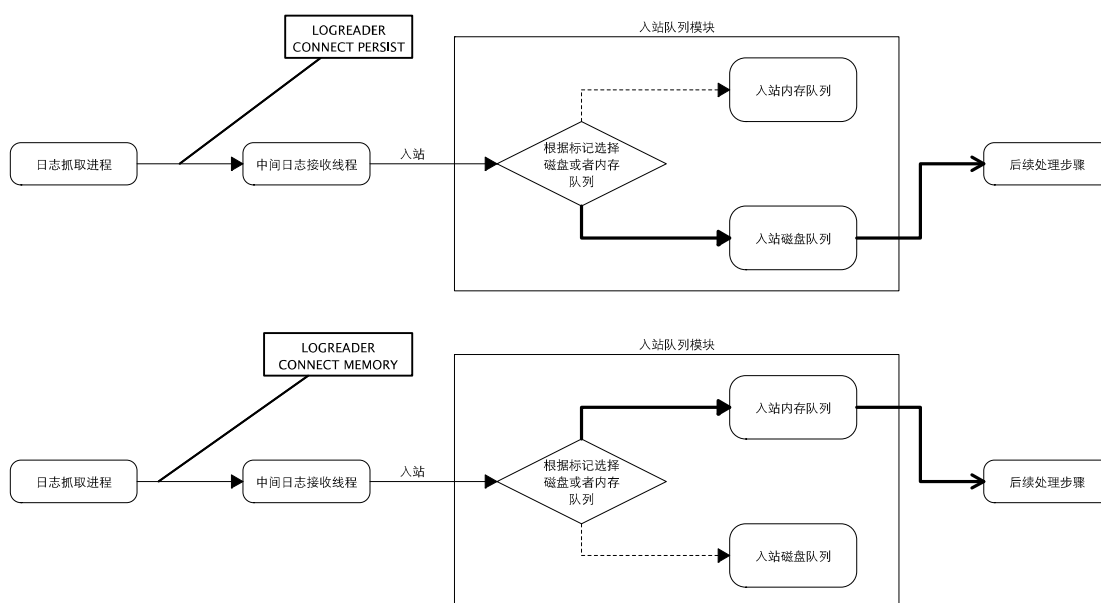 LOGREADER
CONNECT PERSIST
入站队列模块
入站内存队列
日志抓取进程
中间日志接收线程
入站
根据标记选择
磁盘或者内存
队列
后续处理步骤
入站磁盘队列
LOGREADER
CONNECT MEMORY
入站队列模块
入站内存队列
日志抓取进程
中间日志接收线程
入站
根据标记选择
磁盘或者内存
队列
后续处理步骤
入站磁盘队列